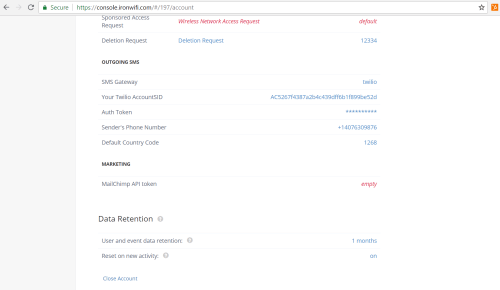 Secure https://console.ironwifi.com/#/197/account
Sponsored Access Request Wireless Network Access Request default
Deletion Request Deletion Request 12334
OUTGOING SMS
SMS Gateway twilio
Your Twilio AccountSID AC5267f4387a2b4c439dff6b1f899be52d
Auth Token **********
Sender's Phone Number +14076309876
Default Country Code 1268
MARKETING
MailChimp API token empty
Data Retention ?
User and event data retention: ? 1 months
Reset on new activity: ? on
Close Account